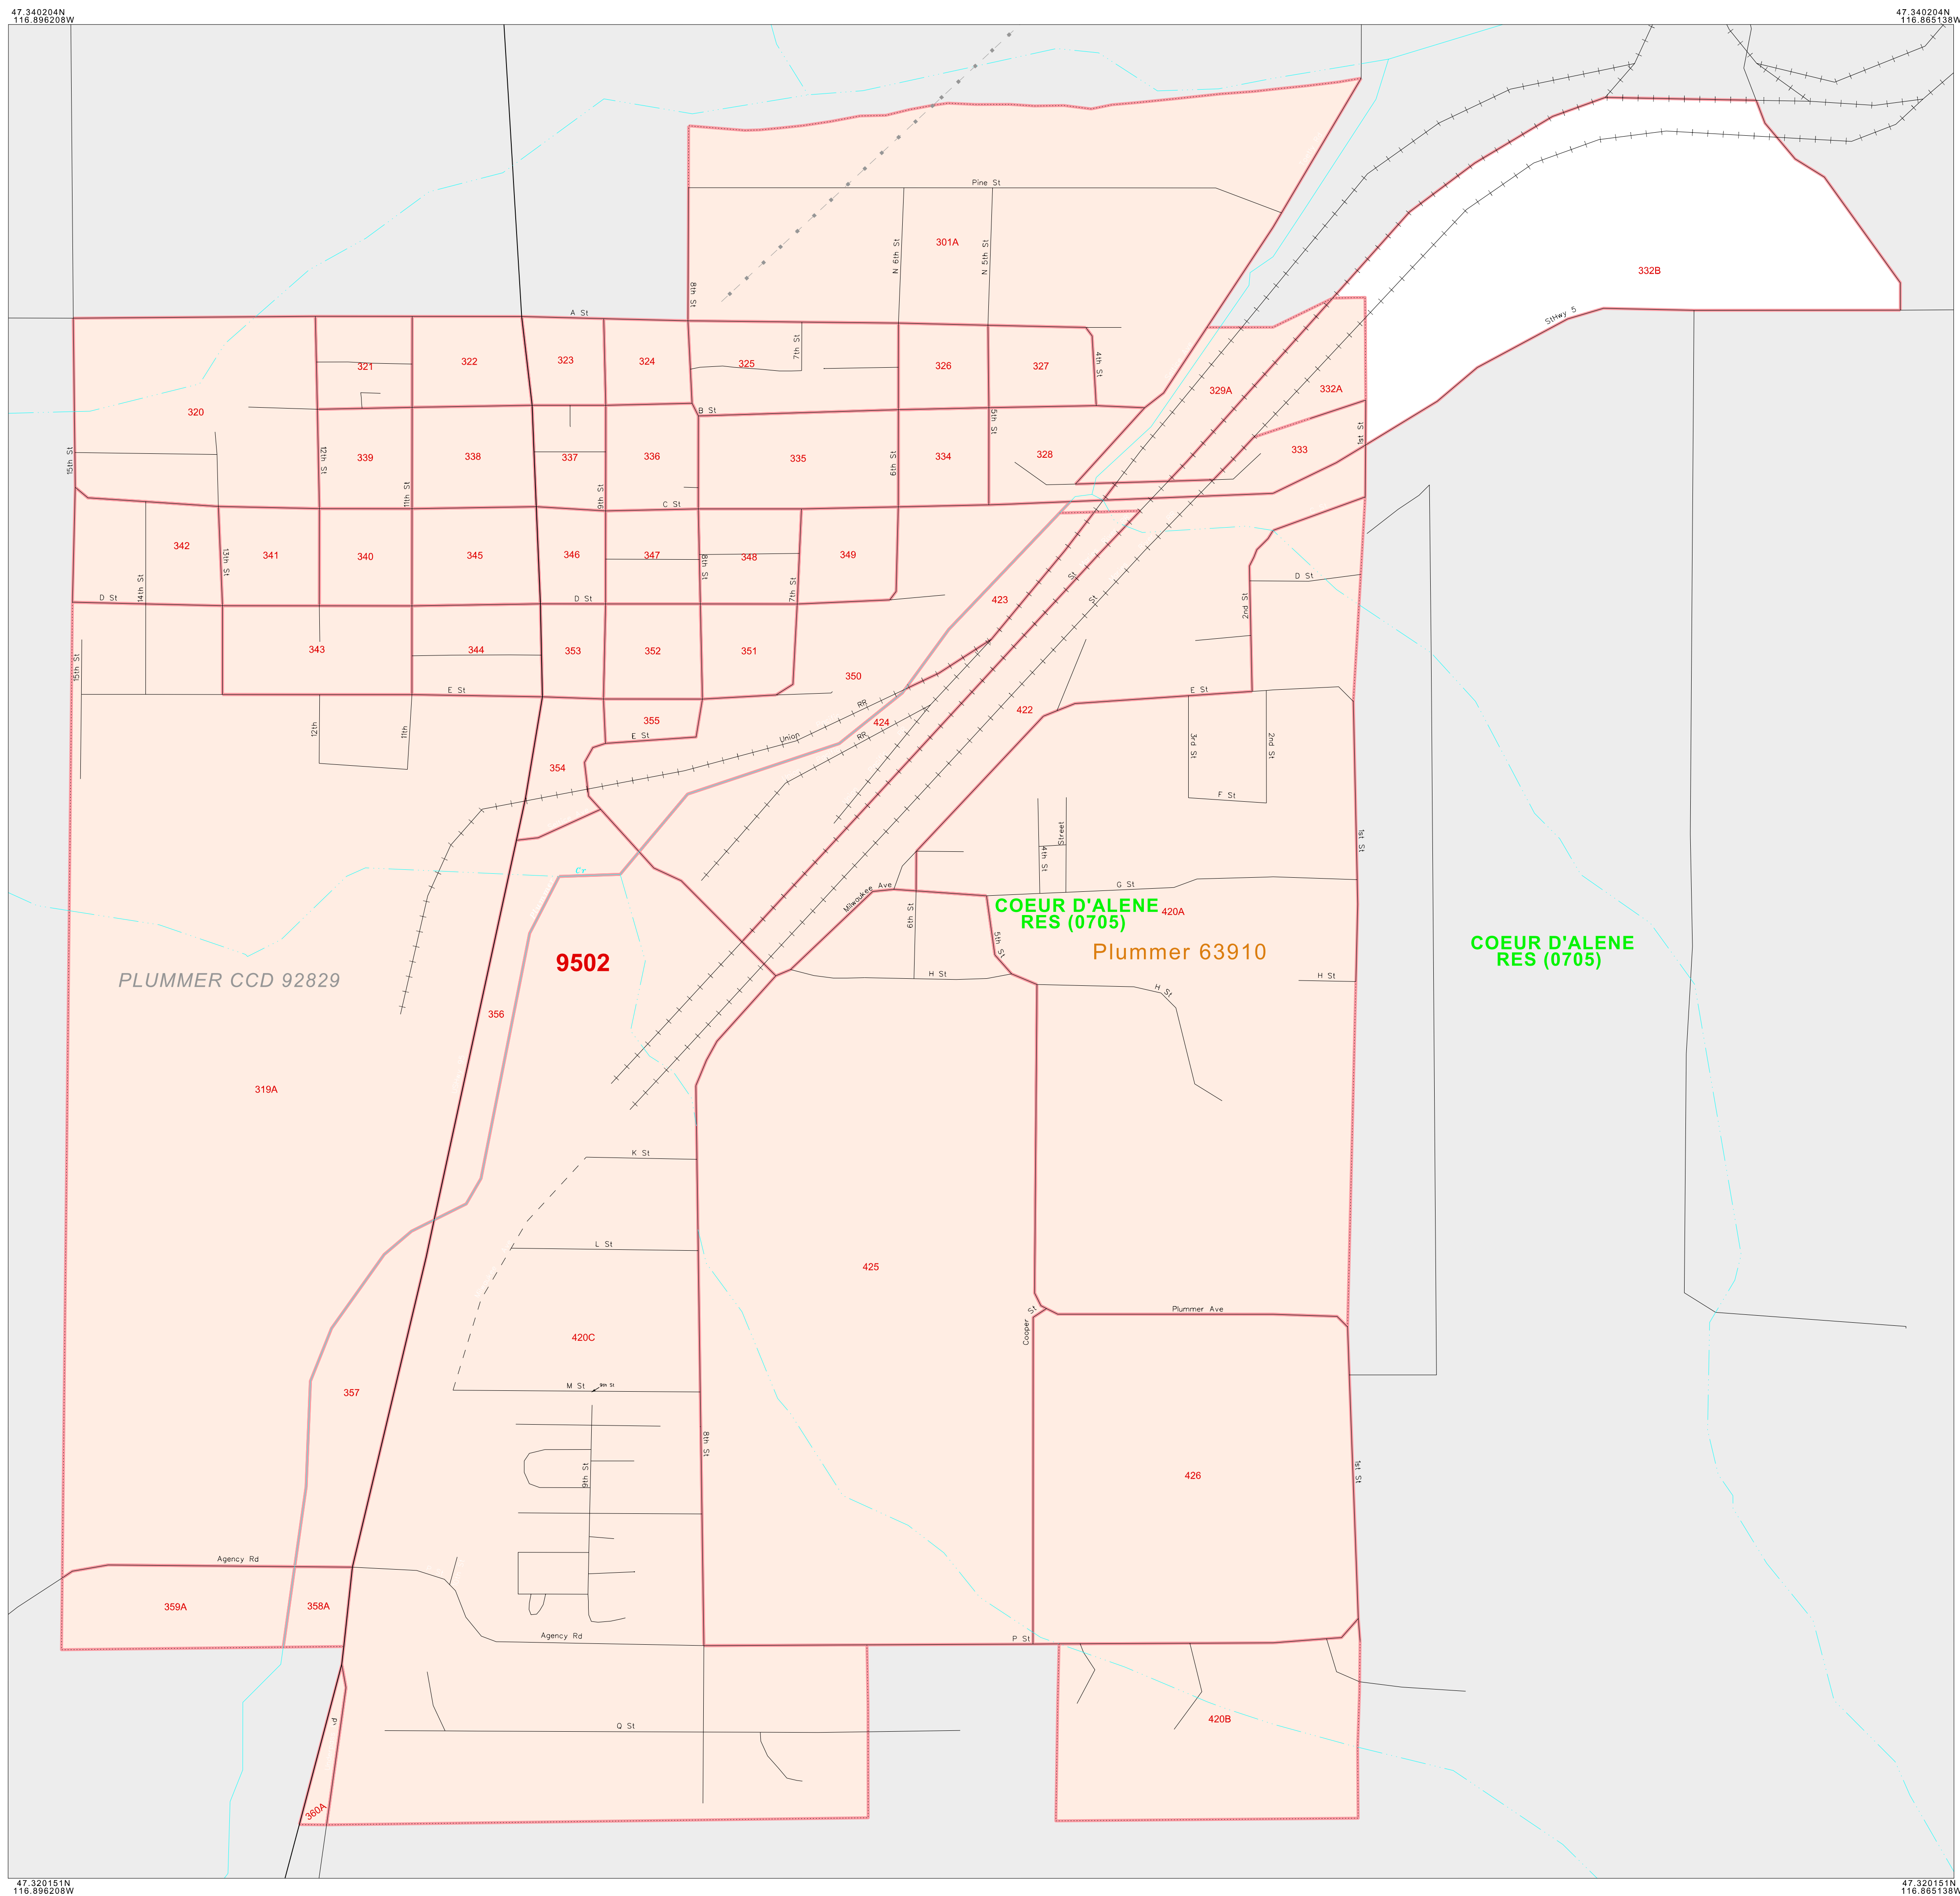 47.340204N
116.896208W
47.340204N
116.865138W
Pine St
N 6th St
301A
N 5th St
332B
8th St
A St
StHwy 5
321
322
323
324
325
7th St
326
327
4th St
329A
332A
320
B St
5th St
1st St
15th St
12th St
339
11th St
338
337
9th St
336
335
6th St
334
328
333
C St
342
14th St
13th St
341
340
345
346
347
8th St
348
7th St
349
D St
D St
423
St
St
D St
2nd St
15th St
343
344
353
352
351
350
E St
E St
12th
11th
355
E St
RR
Union
424
RR
422
3rd St
2nd St
354
F St
4th St
Street
1st St
Cr
Milwaukee Ave
6th St
G St
COEUR D'ALENE
RES (0705)
420A
5th St
Plummer 63910
COEUR D'ALENE
RES (0705)
9502
PLUMMER CCD 92829
H St
H St
H St
356
319A
K St
L St
425
Plummer Ave
Cooper St
420C
357
M St
9th St
8th St
9th St
1st St
426
Agency Rd
359A
358A
Agency Rd
P St
P
Q St
420B
360A
47.320151N
116.896208W
47.320151N
116.865138W